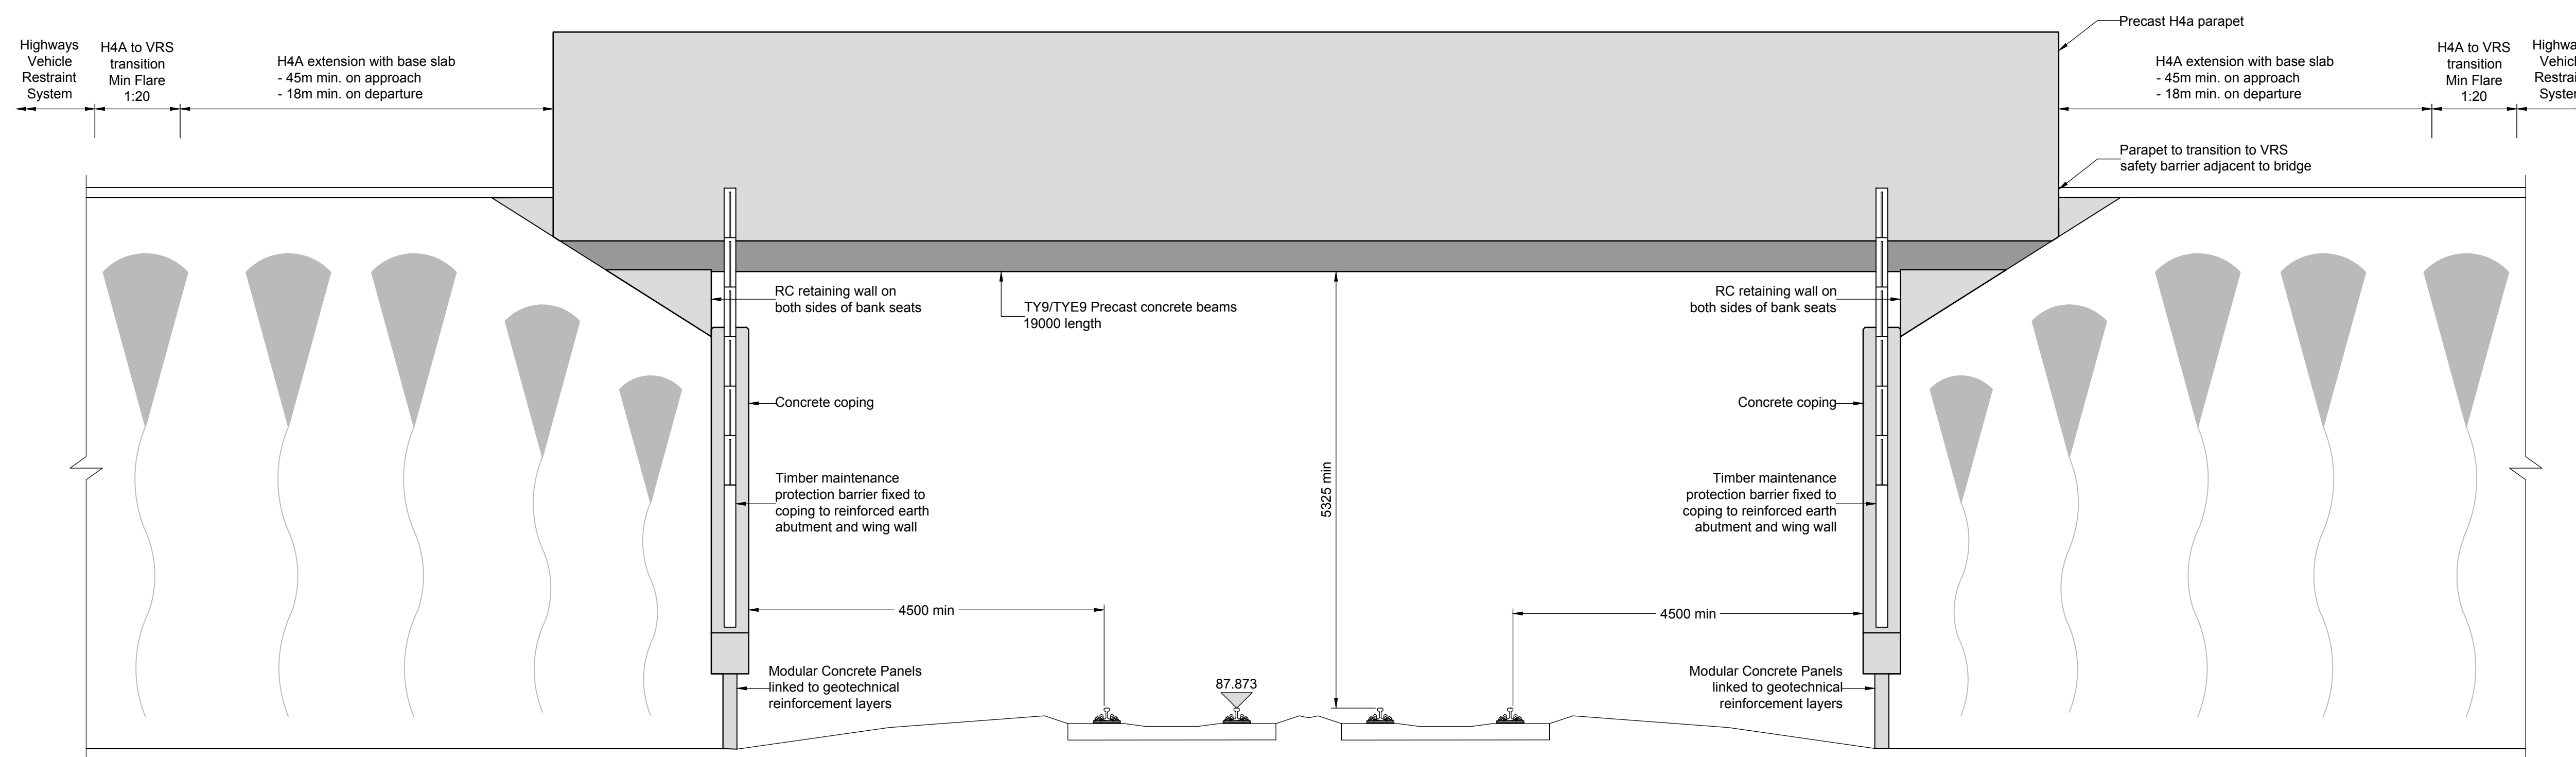 Highways
Vehicle
Restraint
System
H4A to VRS
transition
Min Flare
1:20
H4A extension with base slab
- 45m min. on approach
- 18m min. on departure
Precast H4a parapet
H4A extension with base slab
- 45m min. on approach
- 18m min. on departure
H4A to VRS
transition
Min Flare
1:20
Highwa
Vehicl
Restrai
Syster
Parapet to transition to VRS
safety barrier adjacent to bridge
RC retaining wall on
both sides of bank seats
TY9/TYE9 Precast concrete beams
19000 length
RC retaining wall on
both sides of bank seats
Concrete coping
Concrete coping
Timber maintenance
protection barrier fixed to
coping to reinforced earth
abutment and wing wall
5325 min
Timber maintenance
protection barrier fixed to
coping to reinforced earth
abutment and wing wall
4500 min
4500 min
Modular Concrete Panels
linked to geotechnical
reinforcement layers
87.873
Modular Concrete Panels
linked to geotechnical
reinforcement layers